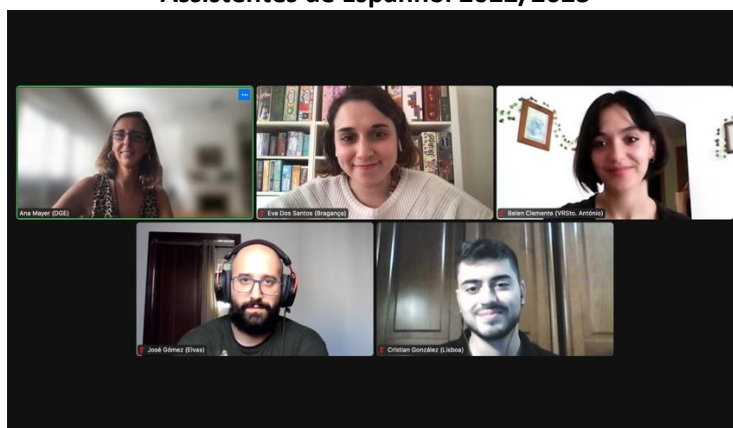 Assistentes de Espanhol 2022/2023
Ana Mayer (DGE)
Eva Dos Santos (Bragança)
Belen Clemente (VRSto. António)
José Gómez (Elvas)
Cristian González (Lisboa)